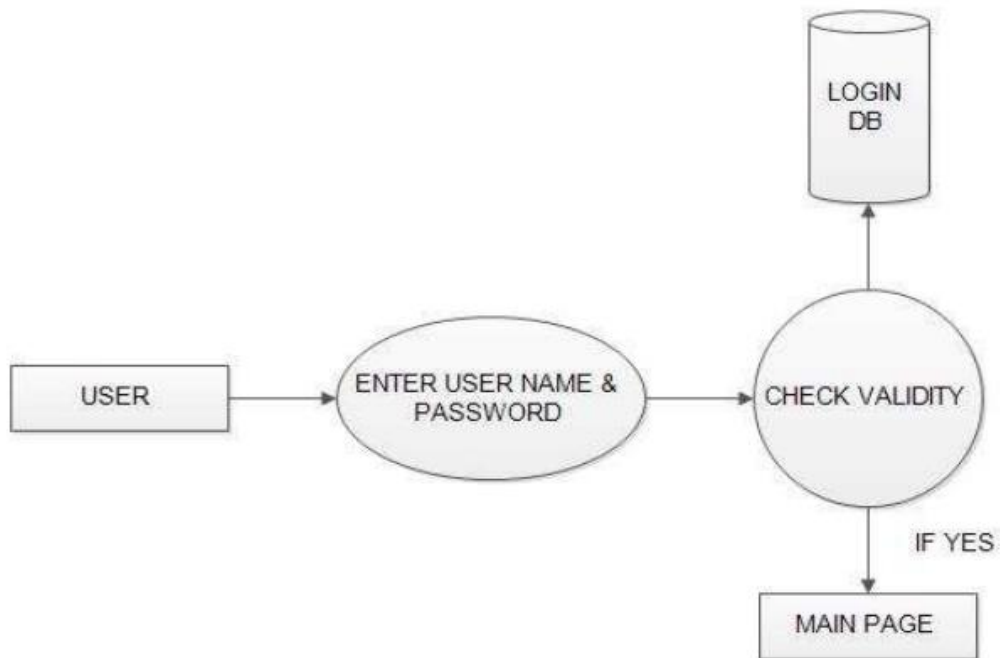 LOGIN
DB
USER
ENTER USER NAME &
PASSWORD
CHECK VALIDITY
IF YES
MAIN PAGE